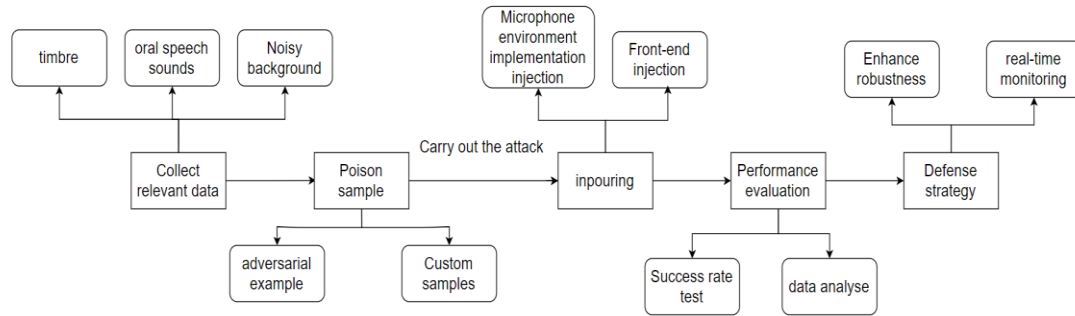 timbre
oral speech
sounds
Noisy
background
Microphone
environment
implementation
injection
Front-end
injection
Enhance
robustness
real-time
monitoring
Collect
relevant data
Poison
sample
Carry out the attack
inpouring
Performance
evaluation
Defense
strategy
adversarial
example
Custom
samples
Success rate
test
data analyse